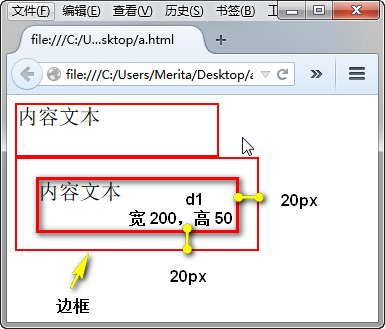 文件(F) 编辑(E) 查看(V) 历史(S) 书签(B)
file:///C:/U...sktop/a.html
file:///C:/Users/Merita/Desktop/a
内容文本
内容文本
d1
宽 200，高 50
20px
20px
边框